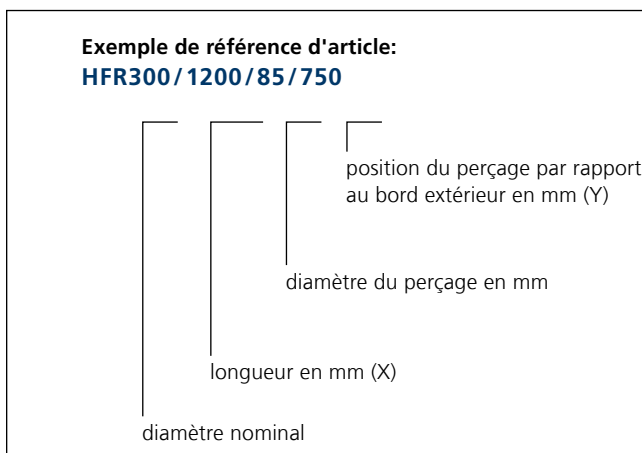 Exemple de référence d'article:
HFR300/1200/85/750
position du perçage par rapport
au bord extérieur en mm (Y)
diamètre du perçage en mm
longueur en mm (X)
diamètre nominal